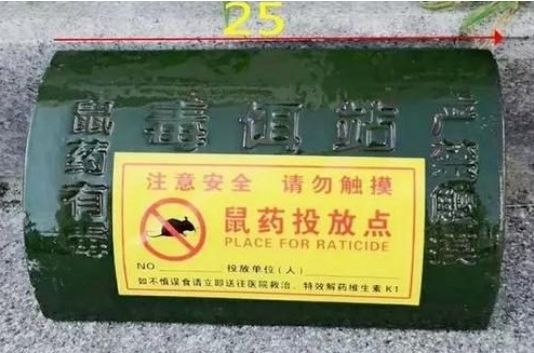 25
毒饵站
鼠药有毒
严禁触摸
注意安全 请勿触摸
鼠药投放点
PLACE FOR RATICIDE
NO 投放单位(人)
如不慎误食请立即送往医院救治，特效解药维生素K1